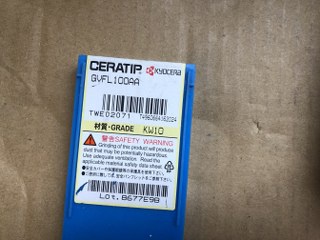 CERATIP KYOCERA
GVFL100AA
TWE02071
材質・GRADE KW10
警告SAFETY WARNING
Grinding of this product will produce
dust that may be potentially hazardous.
Use adequate ventilation. Read the
applicable material safety data sheet.
Lot.B677E9B